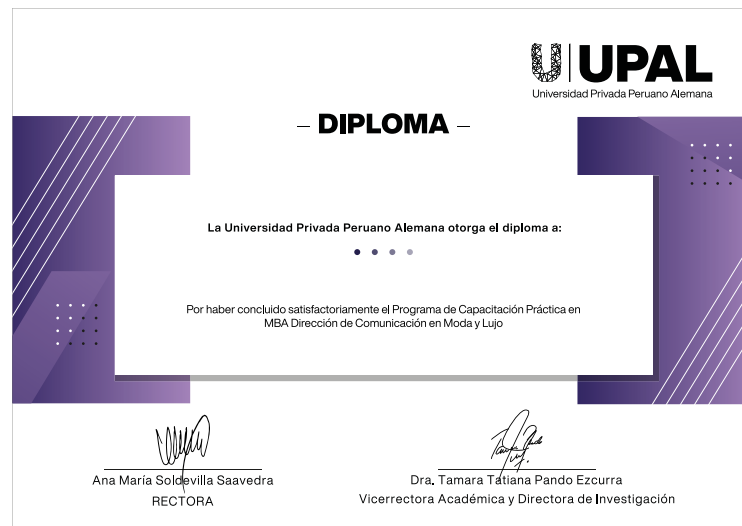 UPAL
Universidad Privada Peruano Alemana
– DIPLOMA –
La Universidad Privada Peruano Alemana otorga el diploma a:
Por haber concluido satisfactoriamente el Programa de Capacitación Práctica en
MBA Dirección de Comunicación en Moda y Lujo
Ana María Soldevilla Saavedra
RECTORA
Dra. Tamara Tatiana Pando Ezcurra
Vicerrectora Académica y Directora de Investigación